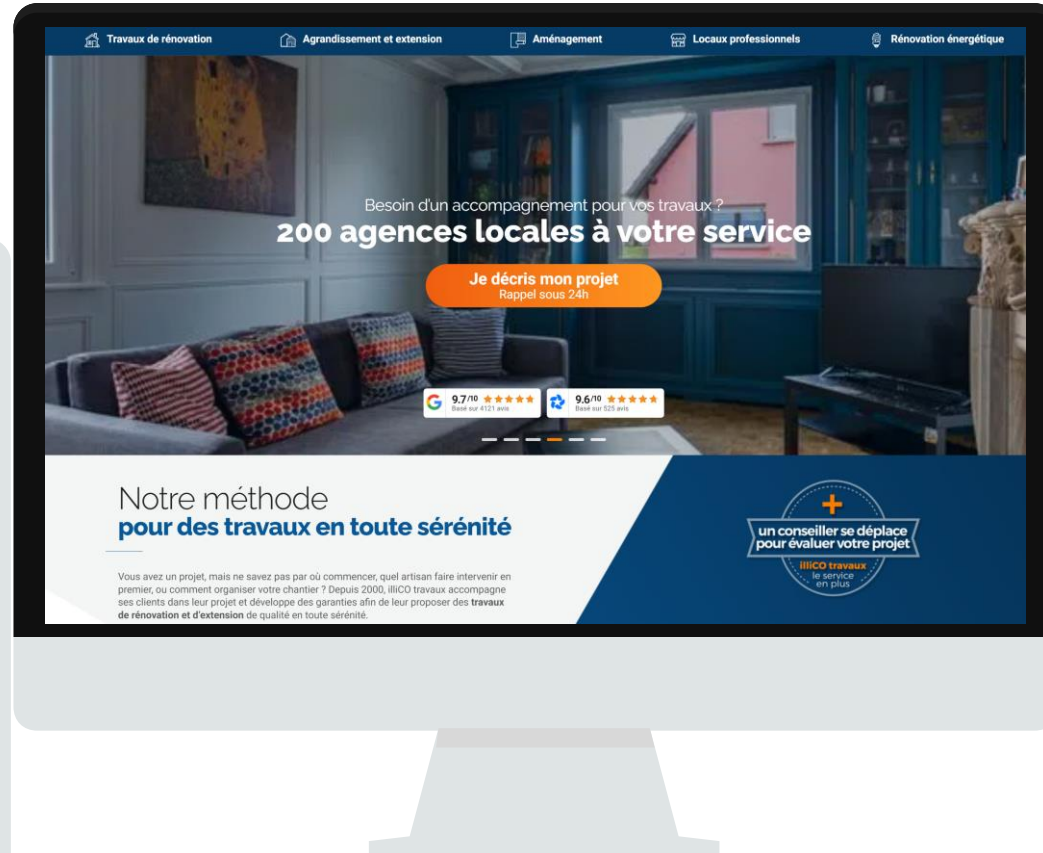 Travaux de rénovation
Agrandissement et extension
Aménagement
Locaux professionnels
Rénovation énergétique
Besoin d'un accompagnement pour vos travaux ?
200 agences locales à votre service
Je décris mon projet
Rappel sous 24h
9.7/10
Basé sur 4121 avis
9.6/10
Basé sur 525 avis
Notre méthode
pour des travaux en toute sérénité
Vous avez un projet, mais ne savez pas par où commencer, quel artisan faire intervenir en
premier, ou comment organiser votre chantier ? Depuis 2000, illiCO travaux accompagne
ses clients dans leur projet et développe des garanties afin de leur proposer des travaux
de rénovation et d'extension de qualité en toute sérénité.
+
un conseiller se déplace
pour évaluer votre projet
illiCO travaux
le service
en plus